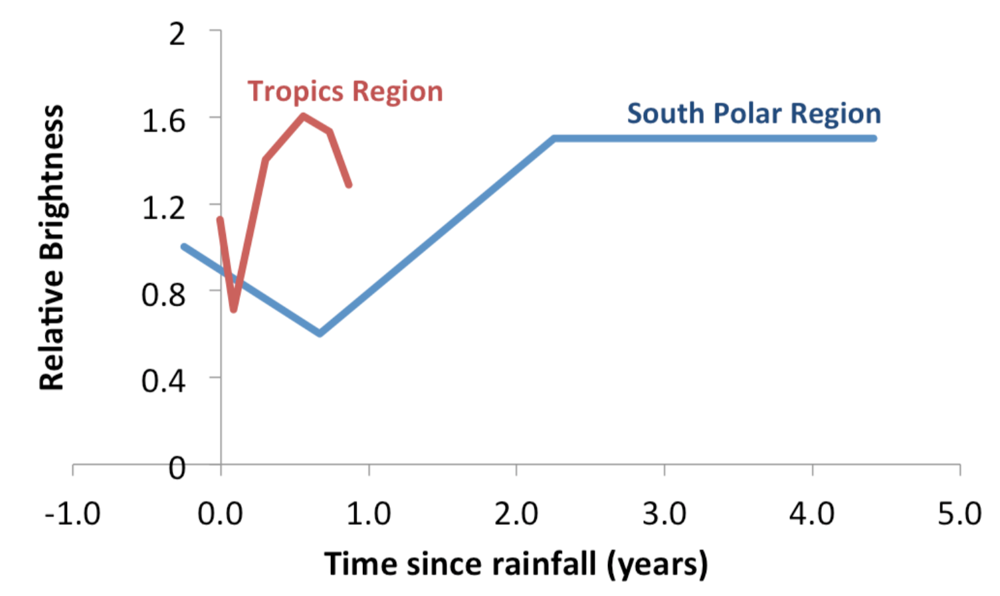 2
Tropics Region
South Polar Region
1.6
1.2
0.8
0.4
0
Relative Brightness
-1.0 0.0 1.0 2.0 3.0 4.0 5.0
Time since rainfall (years)